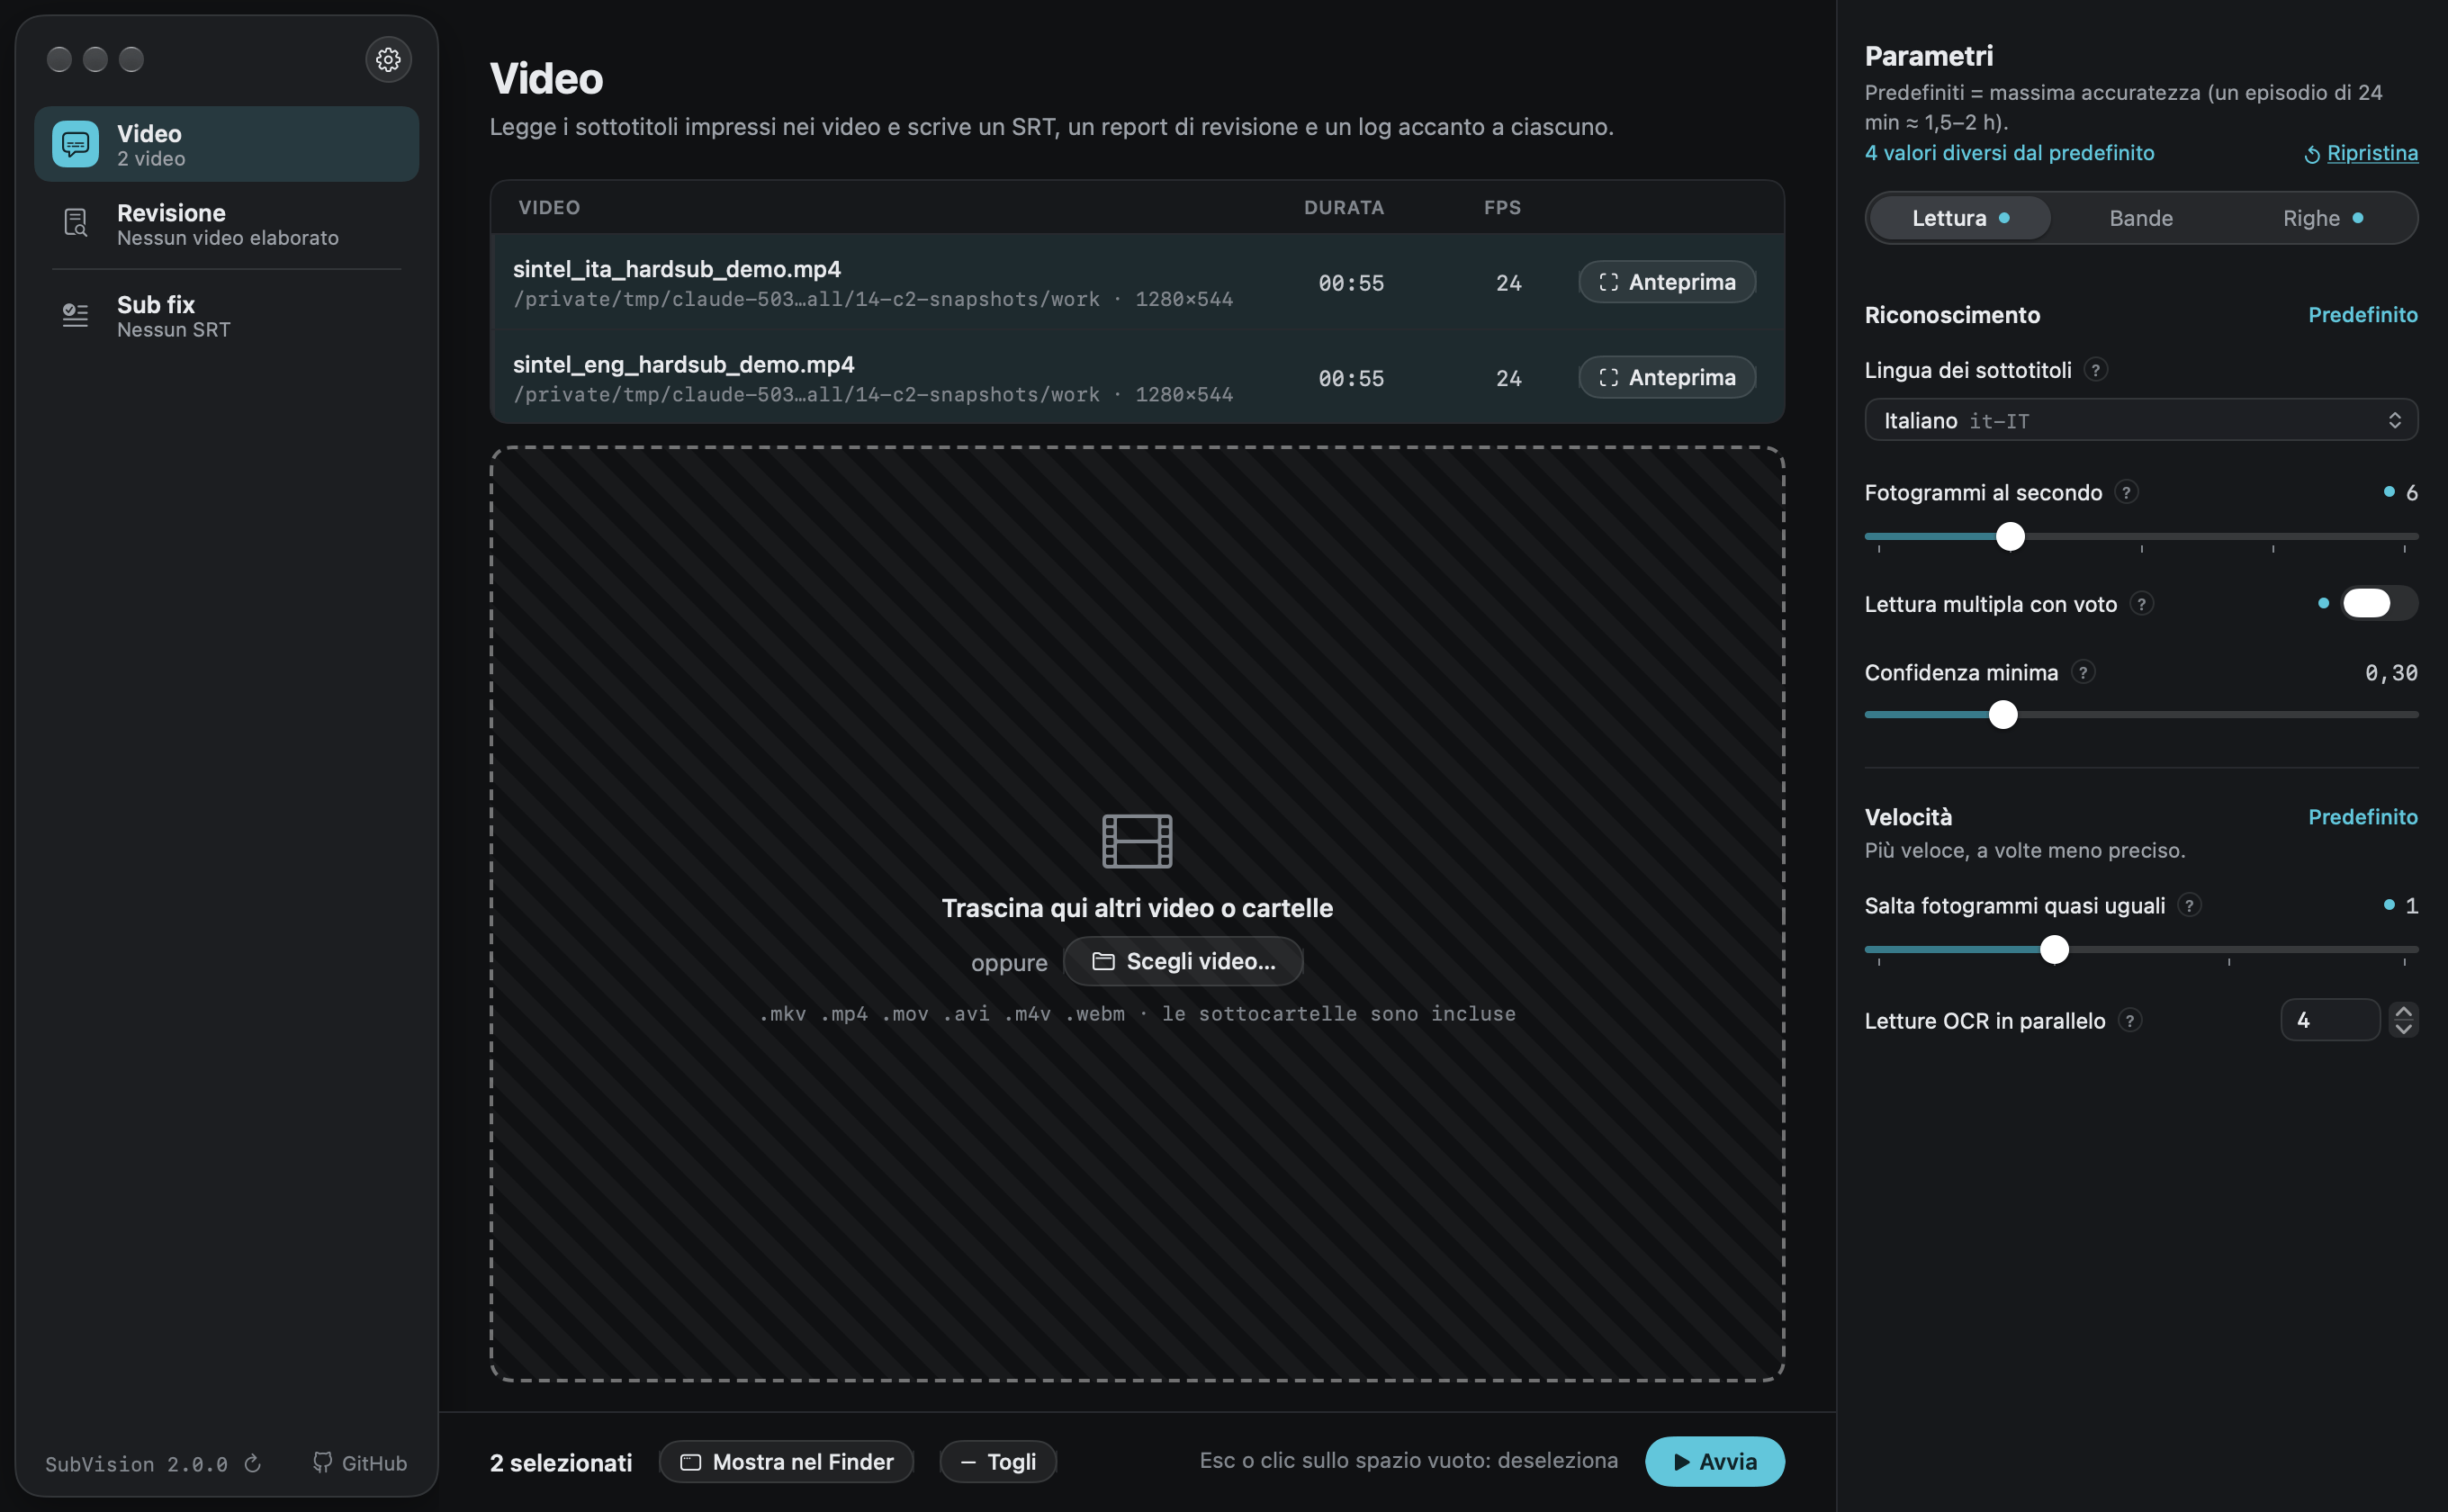 Video
2 video
Revisione
Nessun video elaborato
Sub fix
Nessun SRT
SubVision 2.0.0
GitHub
Video
Legge i sottotitoli impressi nei video e scrive un SRT, un report di revisione e un log accanto a ciascuno.
VIDEO DURATA FPS
sintel_ita_hardsub_demo.mp4
/private/tmp/claude-503…all/14-c2-snapshots/work · 1280×544
00:55 24 Anteprima
sintel_eng_hardsub_demo.mp4
/private/tmp/claude-503…all/14-c2-snapshots/work · 1280×544
00:55 24 Anteprima
Trascina qui altri video o cartelle
oppure Scegli video...
.mkv .mp4 .mov .avi .m4v .webm · le sottocartelle sono incluse
2 selezionati Mostra nel Finder Togli Esc o clic sullo spazio vuoto: deseleziona Avvia
Parametri
Predefiniti = massima accuratezza (un episodio di 24
min ≈ 1,5–2 h).
4 valori diversi dal predefinito Ripristina
Lettura Bande Righe
Riconoscimento Predefinito
Lingua dei sottotitoli ?
Italiano it-IT
Fotogrammi al secondo ? 6
Lettura multipla con voto ?
Confidenza minima ? 0,30
Velocità Predefinito
Più veloce, a volte meno preciso.
Salta fotogrammi quasi uguali ? 1
Letture OCR in parallelo ? 4